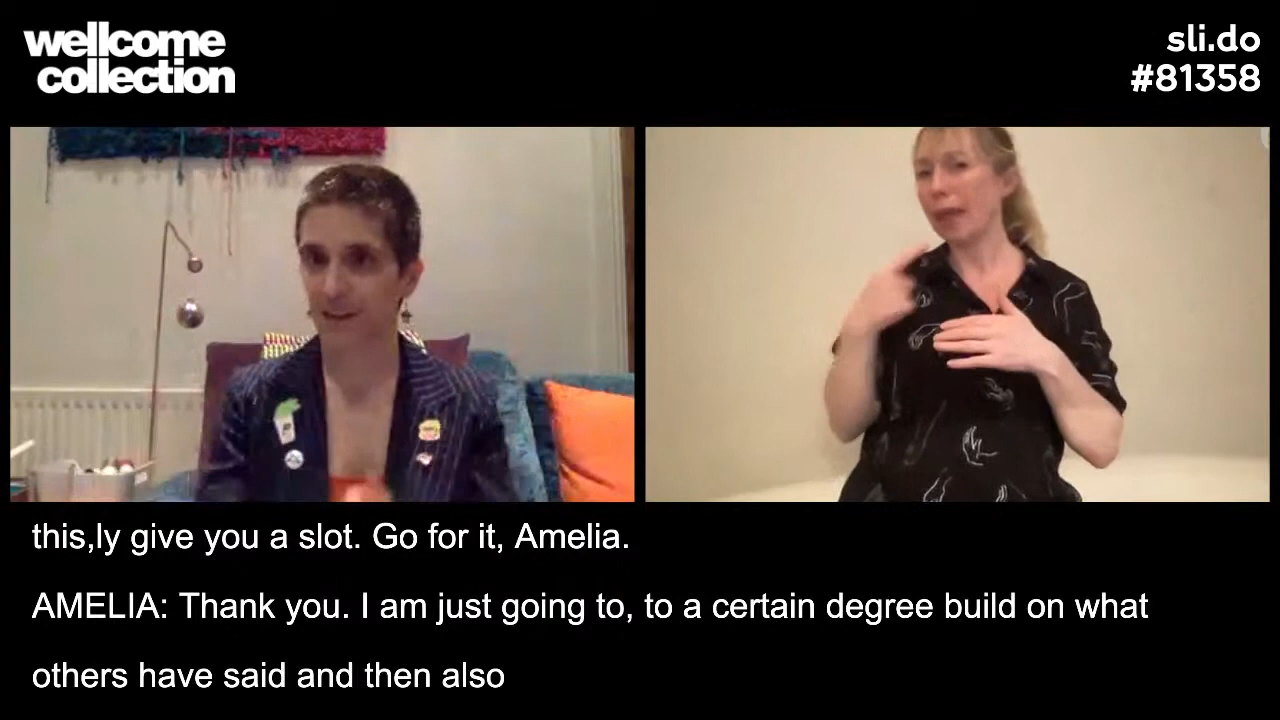 wellcome
collection
sli.do
#81358
this,ly give you a slot. Go for it, Amelia.
AMELIA: Thank you. I am just going to, to a certain degree build on what
others have said and then also